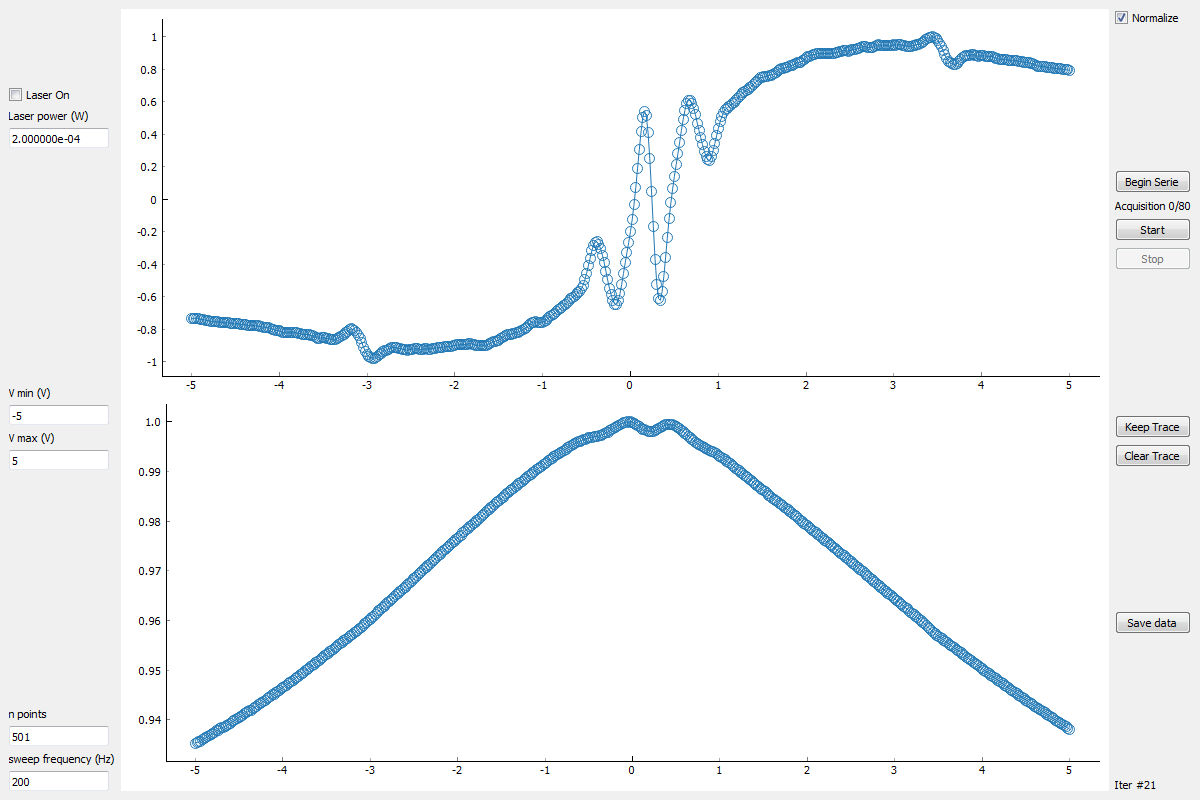 Laser On
Laser power (W)
2.000000e-04
V min (V)
-5
V max (V)
5
n points
501
sweep frequency (Hz)
200
1
0.8
0.6
0.4
0.2
0
-0.2
-0.4
-0.6
-0.8
-1
-5 -4 -3 -2 -1 0 1 2 3 4 5
1.0
0.99
0.98
0.97
0.96
0.95
0.94
-5 -4 -3 -2 -1 0 1 2 3 4 5
Normalize
Begin Serie
Acquisition 0/80
Start
Stop
Keep Trace
Clear Trace
Save data
Iter #21